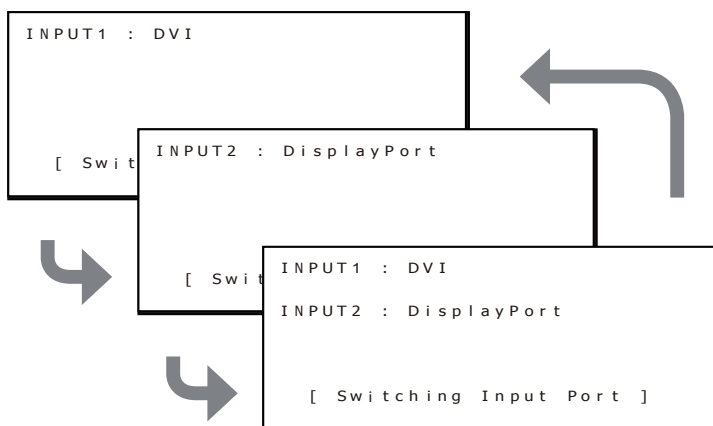 INPUT1 : DVI
[ Swit
INPUT2 : DisplayPort
[ Swit
INPUT1 : DVI
INPUT2 : DisplayPort
[ Switching Input Port ]